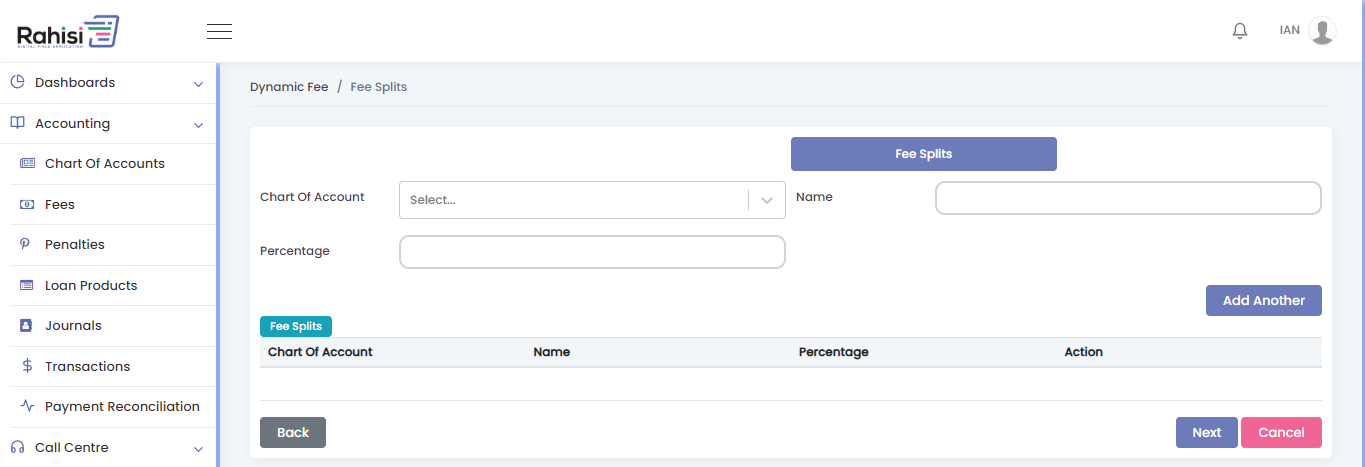 Rahisi
DIGITAL FIELD APPLICATION
IAN
Dashboards
Accounting
Chart Of Accounts
Fees
Penalties
Loan Products
Journals
Transactions
Payment Reconciliation
Call Centre
Dynamic Fee / Fee Splits
Fee Splits
Chart Of Account Select... Name
Percentage
Add Another
Fee Splits
Chart Of Account Name Percentage Action
Back Next Cancel